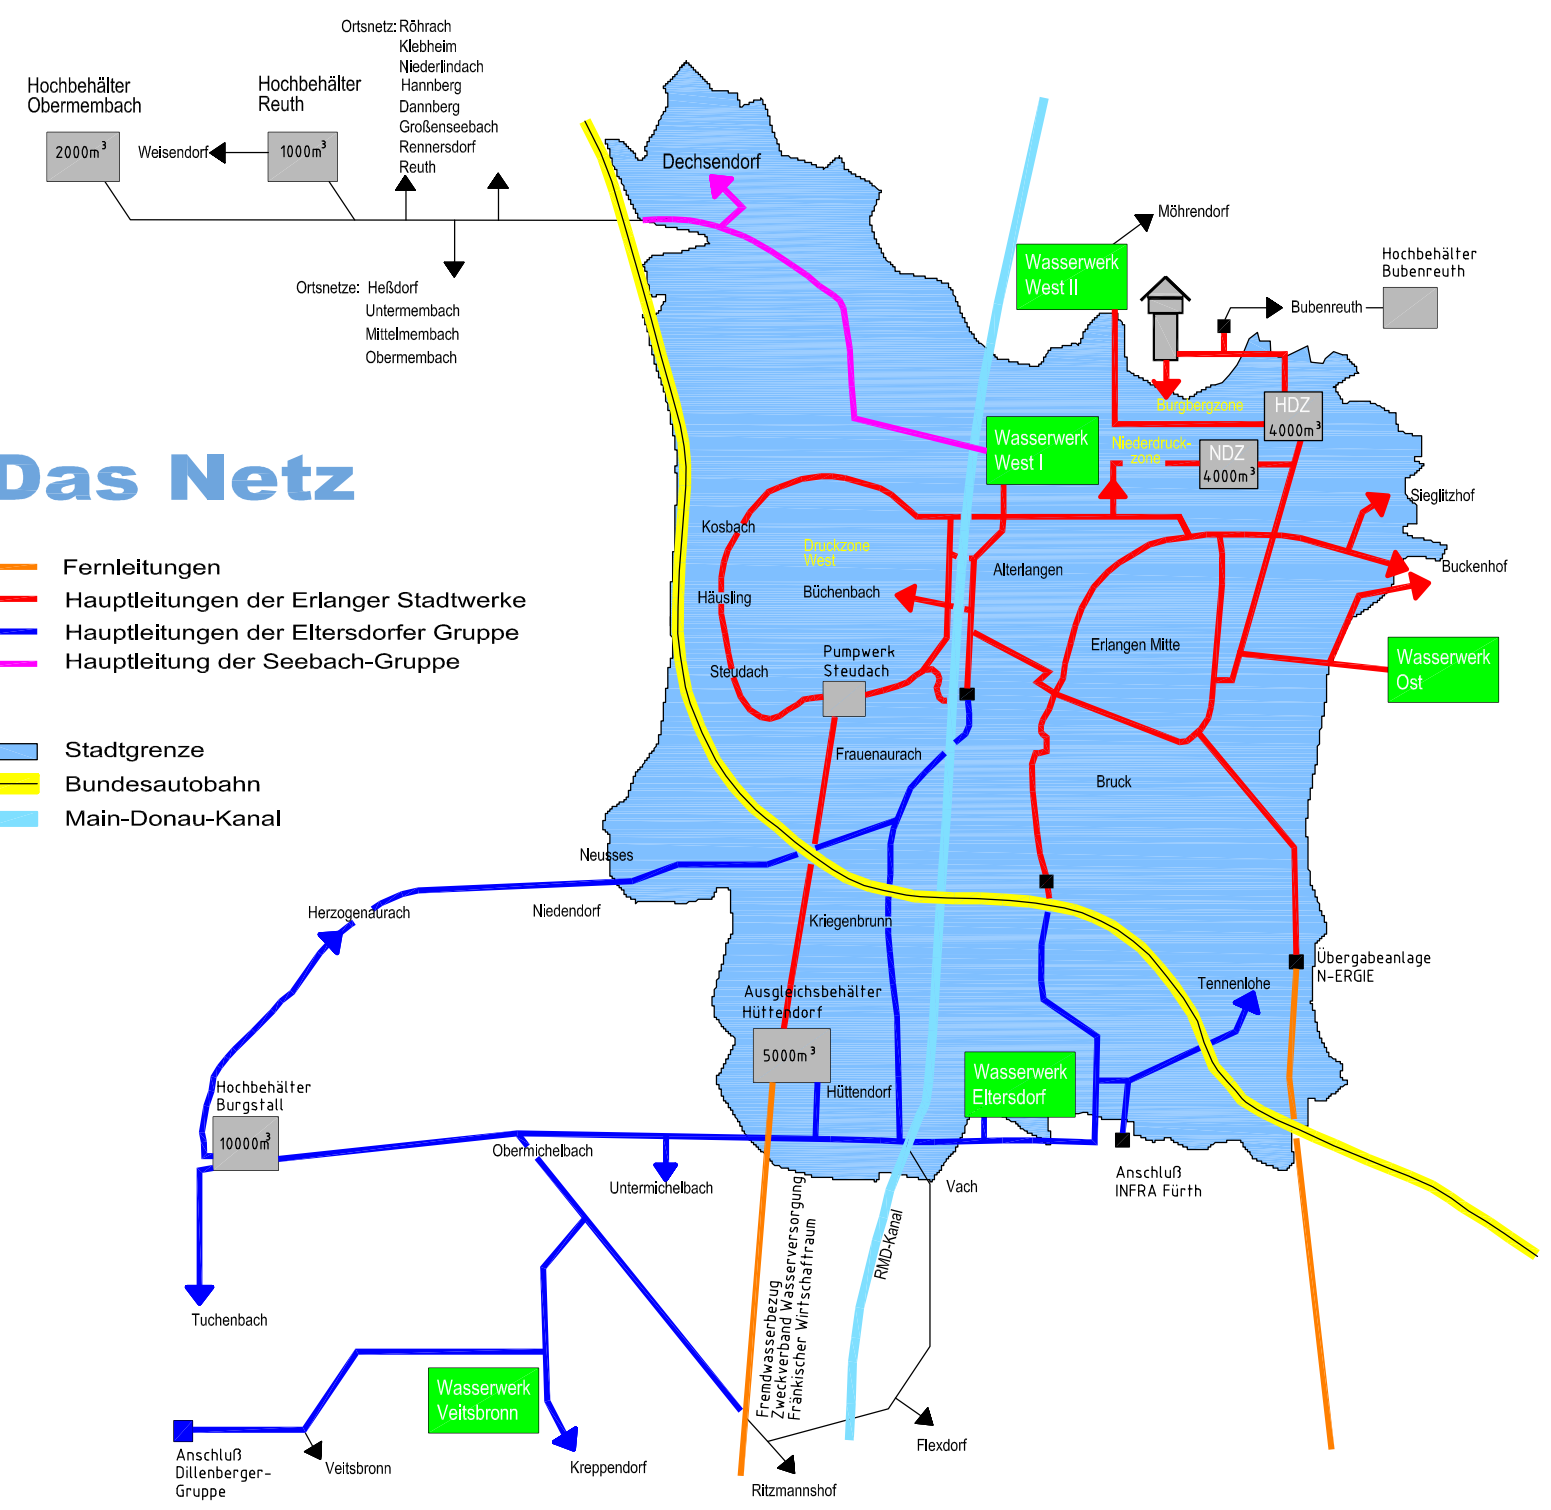 Ortsnetz: Röhrach
Klebheim
Niederlindach
Hannberg
Dannberg
Großenseebach
Rennersdorf
Reuth
Hochbehälter
Obermembach
2000m³
Weisendorf
Hochbehälter
Reuth
1000m³
Ortsnetze: Heßdorf
Untermembach
Mittelmembach
Obermembach
Dechsendorf
Möhrendorf
Wasserwerk
West II
Hochbehälter
Bubenreuth
Bubenreuth
Burgbergzone
HDZ
4000m³
Wasserwerk
West I
Niederdruck-
zone
NDZ
4000m³
Das Netz
Sieglitzhof
Kosbach
Druckzone
West
Alterlangen
Buckenhof
Büchenbach
Häusling
Fernleitungen
Hauptleitungen der Erlanger Stadtwerke
Hauptleitungen der Eltersdorfer Gruppe
Hauptleitung der Seebach-Gruppe
Erlangen Mitte
Wasserwerk
Ost
Pumpwerk
Steudach
Steudach
Stadtgrenze
Bundesautobahn
Main-Donau-Kanal
Frauenaurach
Bruck
Neusses
Niedendorf
Herzogenaurach
Kriegenbrunn
Übergabeanlage
N-ERGIE
Tennenlohe
Ausgleichsbehälter
Hüttendorf
5000m³
Wasserwerk
Eltersdorf
Hüttendorf
Hochbehälter
Burgstall
10000m³
Obermichelbach
Untermichelbach
Vach
Anschluß
INFRA Fürth
Fremdwasserbezug
Zweckverband Wasserversorgung
Fränkischer Wirtschaftraum
RMD-Kanal
Tuchenbach
Wasserwerk
Veitsbronn
Anschluß
Dillenberger-
Gruppe
Veitsbronn
Kreppendorf
Flexdorf
Ritzmannshof